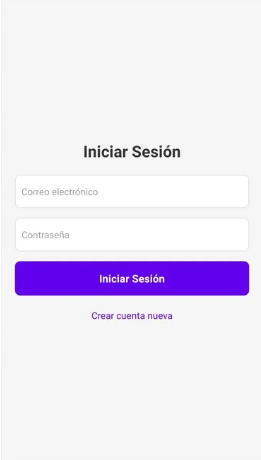 Iniciar Sesión
Correo electrónico
Contraseña
Iniciar Sesión
Crear cuenta nueva